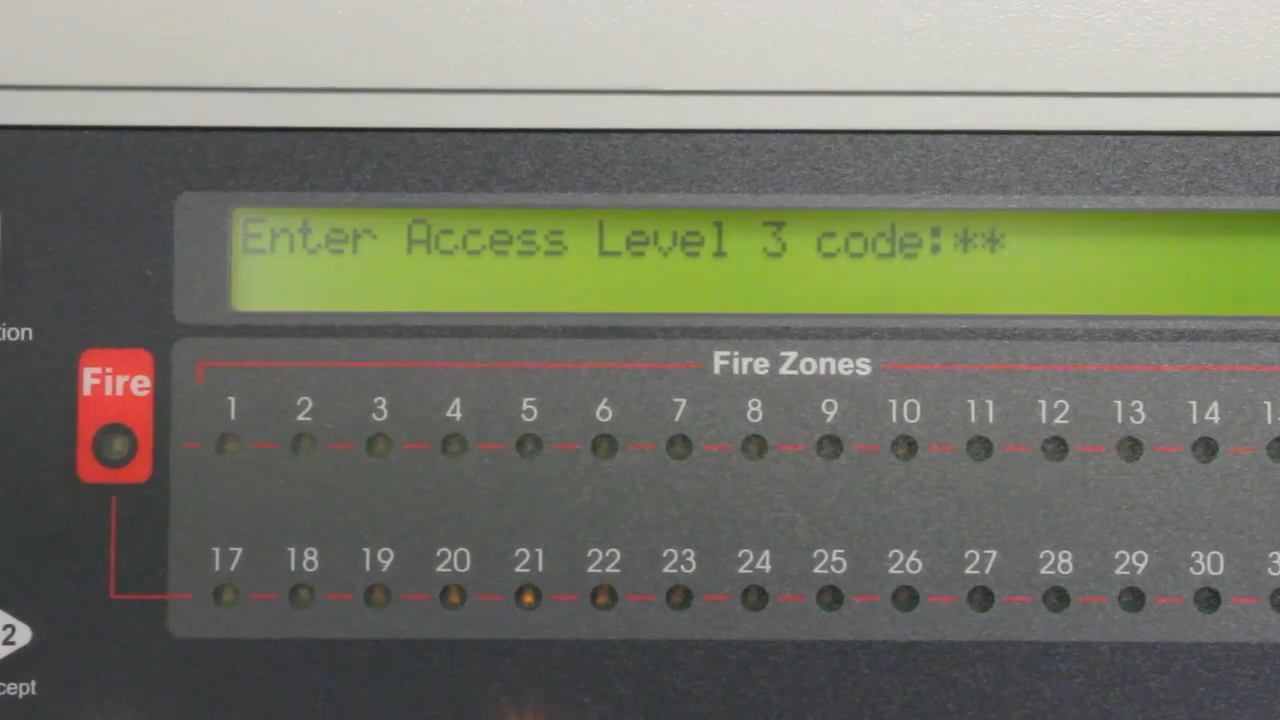 Enter Access Level 3 code:**
tion
Fire Zones
Fire
1 2 3 4 5 6 7 8 9 10 11 12 13 14
17 18 19 20 21 22 23 24 25 26 27 28 29 30
2
cept